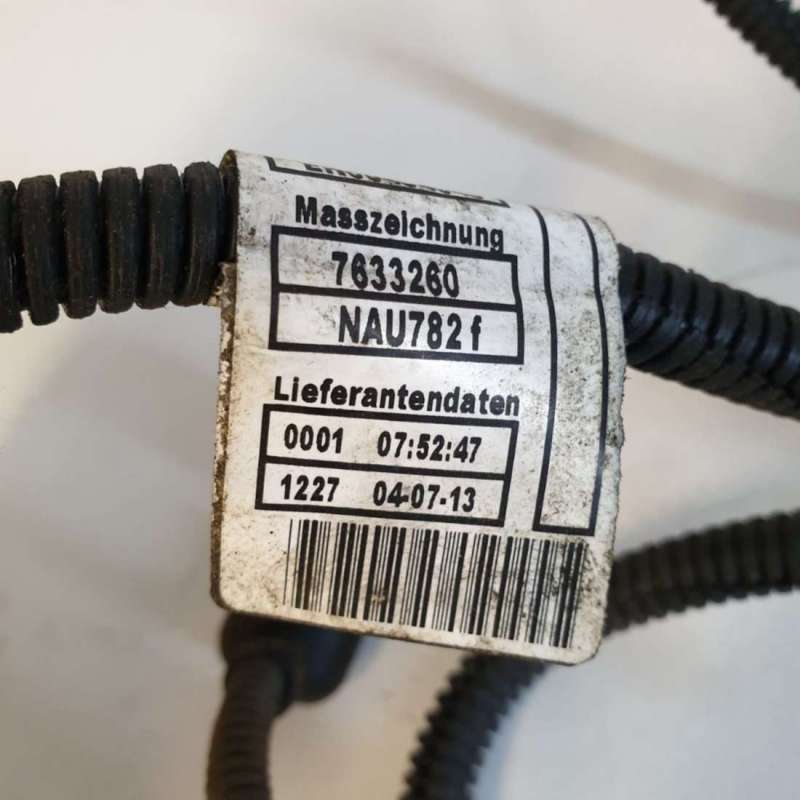 Masszeichnung
7633260
NAU782 f
Lieferantendaten
0001 07:52:47
1227 04-07-13